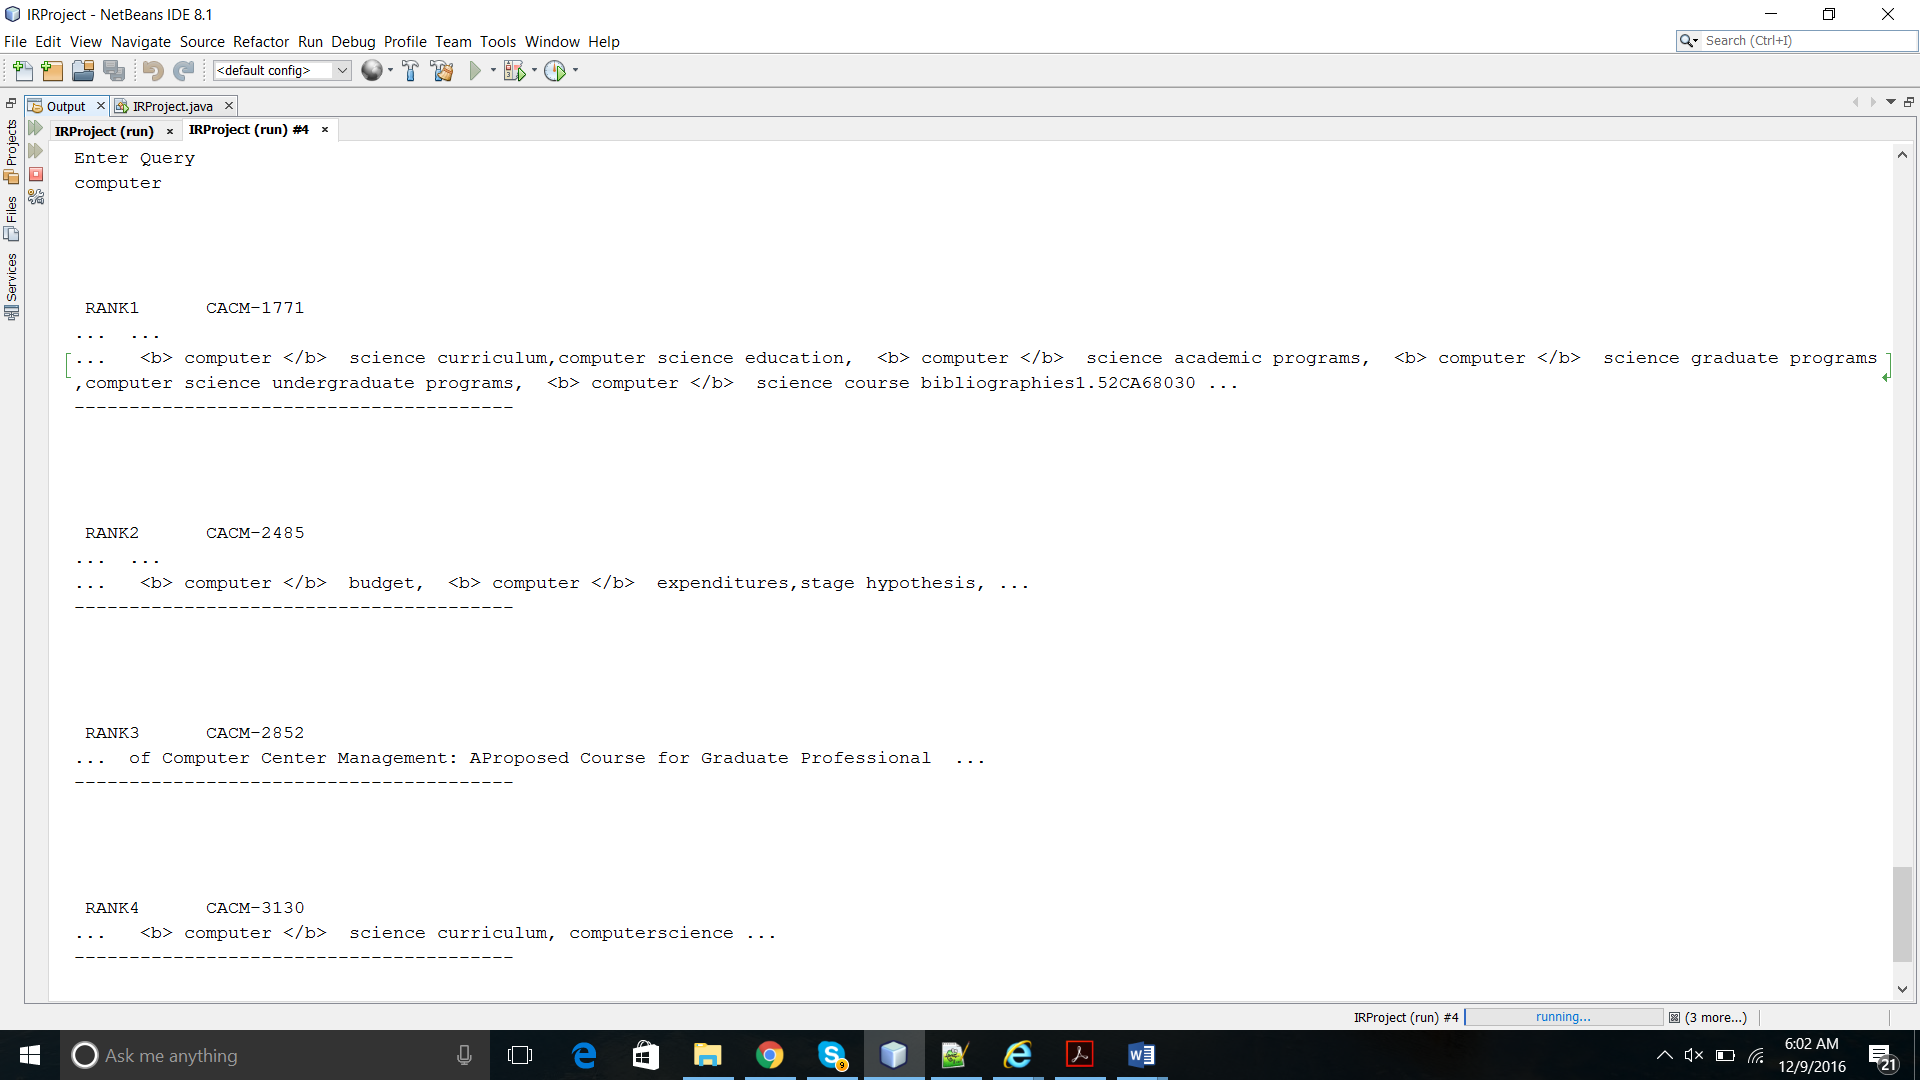 IRProject - NetBeans IDE 8.1
File Edit View Navigate Source Refactor Run Debug Profile Team Tools Window Help
Search (Ctrl+I)
<default config>
Output
IRProject.java
IRProject (run)
IRProject (run) #4
Projects
Files
Services
Enter Query
computer
RANK1 CACM-1771
... ...
... <b> computer </b> science curriculum,computer science education, <b> computer </b> science academic programs, <b> computer </b> science graduate programs
,computer science undergraduate programs, <b> computer </b> science course bibliographies1.52CA68030 ...
----------------------------------------
RANK2 CACM-2485
... ...
... <b> computer </b> budget, <b> computer </b> expenditures,stage hypothesis, ...
----------------------------------------
RANK3 CACM-2852
... of Computer Center Management: AProposed Course for Graduate Professional ...
----------------------------------------
RANK4 CACM-3130
... <b> computer </b> science curriculum, computerscience ...
----------------------------------------
IRProject (run) #4
running...
(3 more...)
Ask me anything
9
6:02 AM
12/9/2016
21